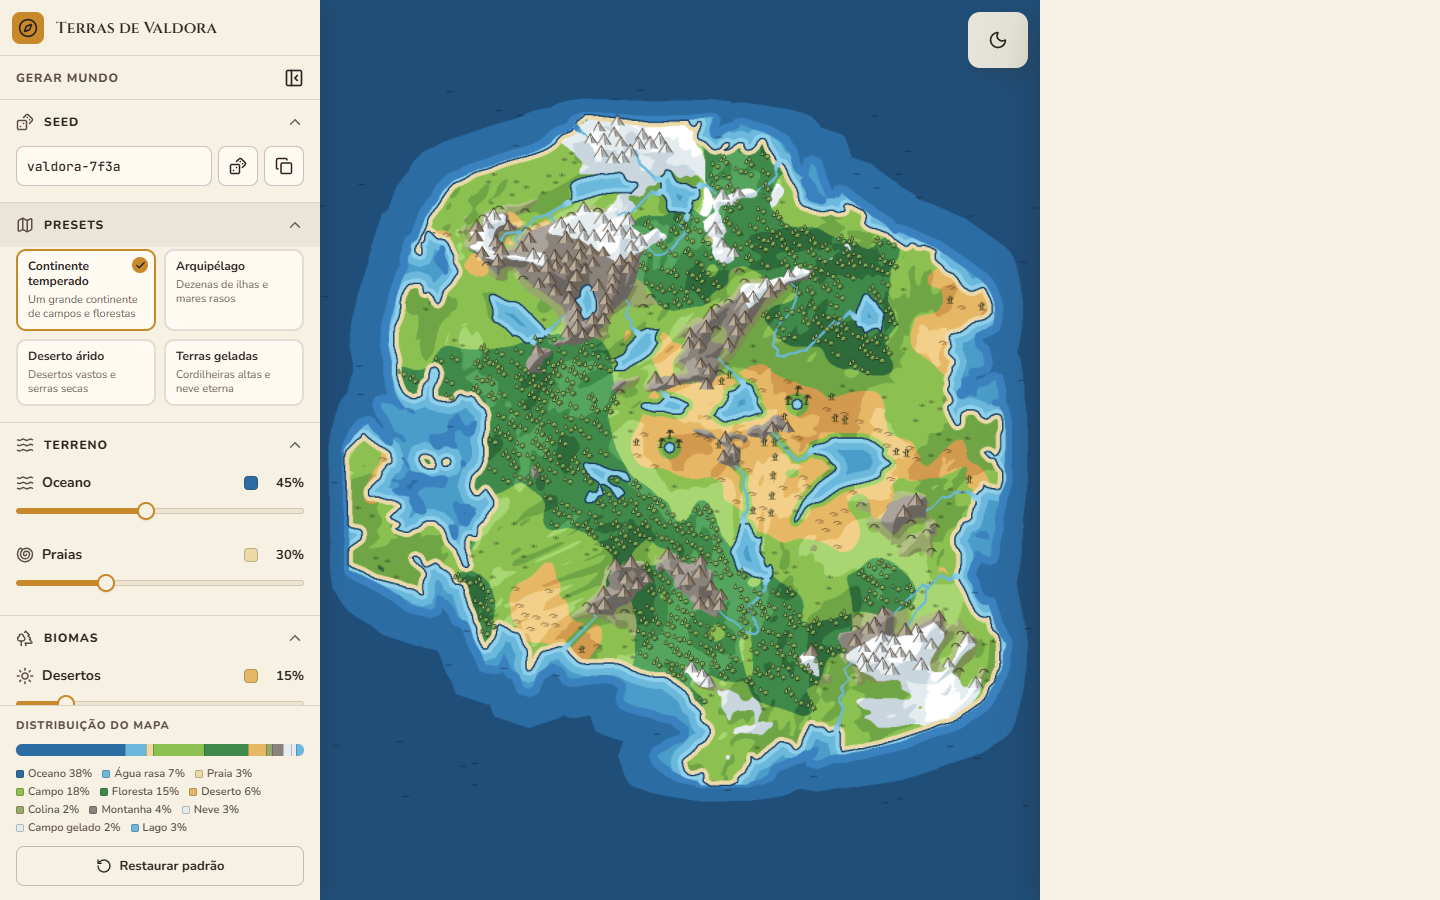 Terras de Valdora
GERAR MUNDO
SEED
valdora-7f3a
PRESETS
Continente temperado
Um grande continente de campos e florestas
Arquipélago
Dezenas de ilhas e mares rasos
Deserto árido
Desertos vastos e serras secas
Terras geladas
Cordilheiras altas e neve eterna
TERRENO
Oceano 45%
Praias 30%
BIOMAS
Desertos 15%
DISTRIBUIÇÃO DO MAPA
Oceano 38% Água rasa 7% Praia 3%
Campo 18% Floresta 15% Deserto 6%
Colina 2% Montanha 4% Neve 3%
Campo gelado 2% Lago 3%
Restaurar padrão